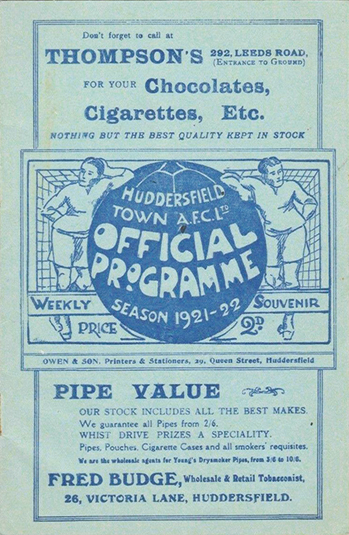 Don't forget to call at
THOMPSON'S 292, LEEDS ROAD,
(ENTRANCE TO GROUND)
FOR YOUR Chocolates,
Cigarettes, Etc.
NOTHING BUT THE BEST QUALITY KEPT IN STOCK
HUDDERSFIELD
TOWN A.F.C. LTD
OFFICIAL
PROGRAMME
SEASON 1921-22
WEEKLY SOUVENIR
PRICE 2D.
OWEN & SON, Printers & Stationers, 29, Queen Street, Huddersfield
PIPE VALUE
OUR STOCK INCLUDES ALL THE BEST MAKES.
We guarantee all Pipes from 2/6.
WHIST DRIVE PRIZES A SPECIALITY.
Pipes, Pouches, Cigarette Cases and all smokers' requisites.
We are the wholesale agents for Young's Drysmoker Pipes, from 3/6 to 10/6.
FRED BUDGE, Wholesale & Retail Tobacconist,
26, VICTORIA LANE, HUDDERSFIELD.